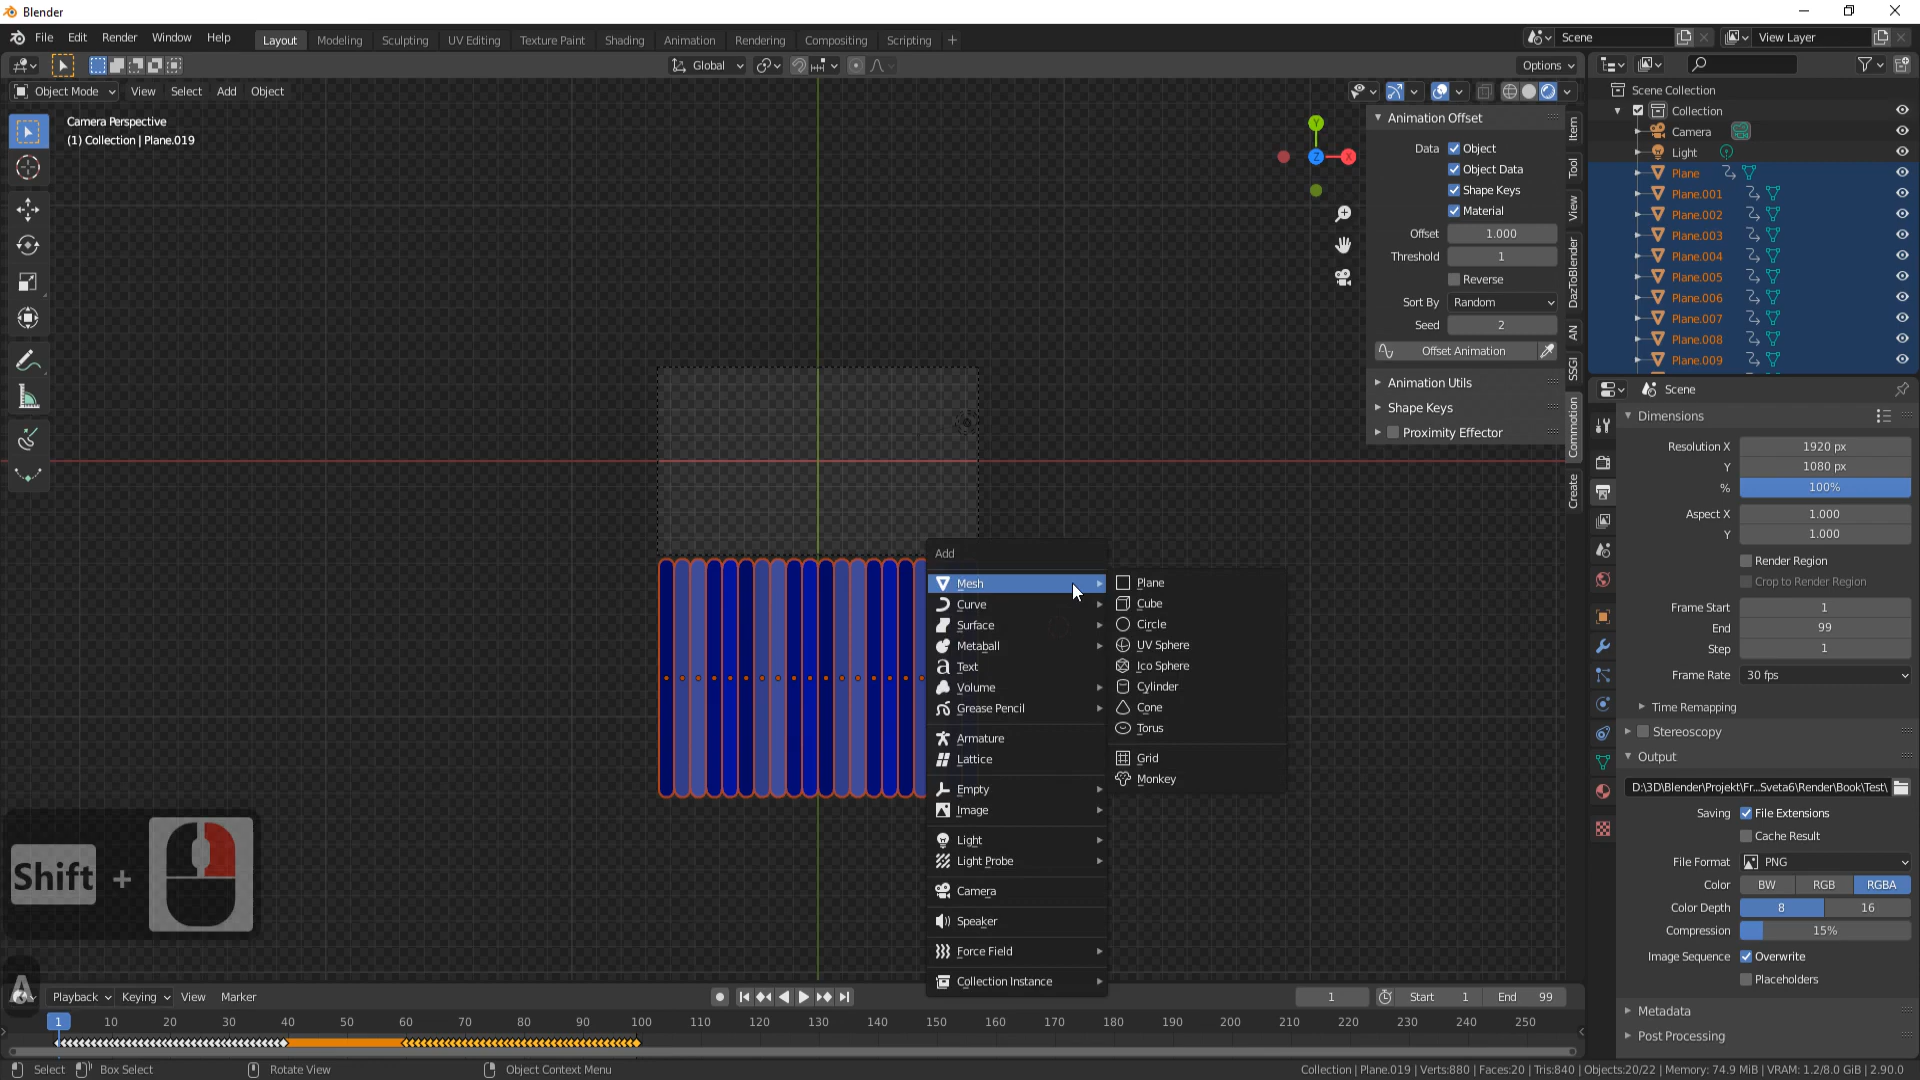 Blender
File Edit Render Window Help
Layout Modeling Sculpting UV Editing Texture Paint Shading Animation Rendering Compositing Scripting +
Scene
View Layer
Global
Options
Object Mode View Select Add Object
Camera Perspective
(1) Collection | Plane.019
Y
Z
X
Animation Offset
Data Object
Object Data
Shape Keys
Material
Offset 1.000
Threshold 1
Reverse
Sort By Random
Seed 2
Offset Animation
Animation Utils
Shape Keys
Proximity Effector
Item
Tool
View
DazToBlender
AN
SSGI
Commotion
Create
Scene Collection
Collection
Camera
Light
Plane
Plane.001
Plane.002
Plane.003
Plane.004
Plane.005
Plane.006
Plane.007
Plane.008
Plane.009
Scene
Dimensions
Resolution X 1920 px
Y 1080 px
% 100%
Aspect X 1.000
Y 1.000
Render Region
Crop to Render Region
Frame Start 1
End 99
Step 1
Frame Rate 30 fps
Time Remapping
Stereoscopy
Output
D:\3D\Blender\Projekt\Fr...Sveta6\Render\Book\Test\
Saving File Extensions
Cache Result
File Format PNG
Color BW RGB RGBA
Color Depth 8 16
Compression 15%
Image Sequence Overwrite
Placeholders
Metadata
Post Processing
Add
Mesh
Curve
Surface
Metaball
Text
Volume
Grease Pencil
Armature
Lattice
Empty
Image
Light
Light Probe
Camera
Speaker
Force Field
Collection Instance
Plane
Cube
Circle
UV Sphere
Ico Sphere
Cylinder
Cone
Torus
Grid
Monkey
Shift +
A
Playback Keying View Marker
1 Start 1 End 99
1 10 20 30 40 50 60 70 80 90 100 110 120 130 140 150 160 170 180 190 200 210 220 230 240 250
Select Box Select Rotate View Object Context Menu
Collection | Plane.019 | Verts:880 | Faces:20 | Tris:840 | Objects:20/22 | Memory: 74.9 MiB | VRAM: 1.2/8.0 GiB | 2.90.0